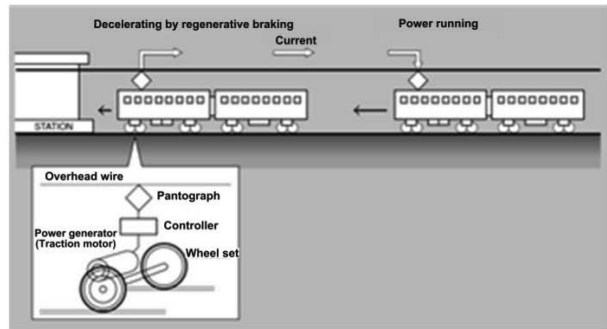 Decelerating by regenerative braking
Power running
Current
STATION
Overhead wire
Pantograph
Controller
Power generator
(Traction motor)
Wheel set